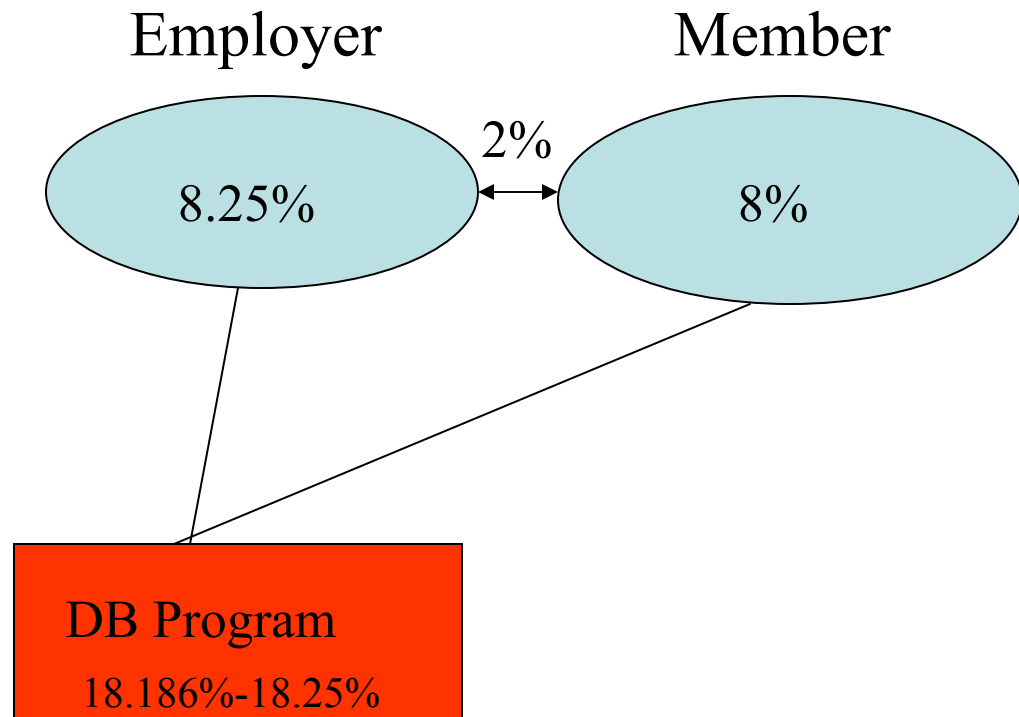 Employer
Member
2%
8.25%
8%
DB Program
18.186%-18.25%